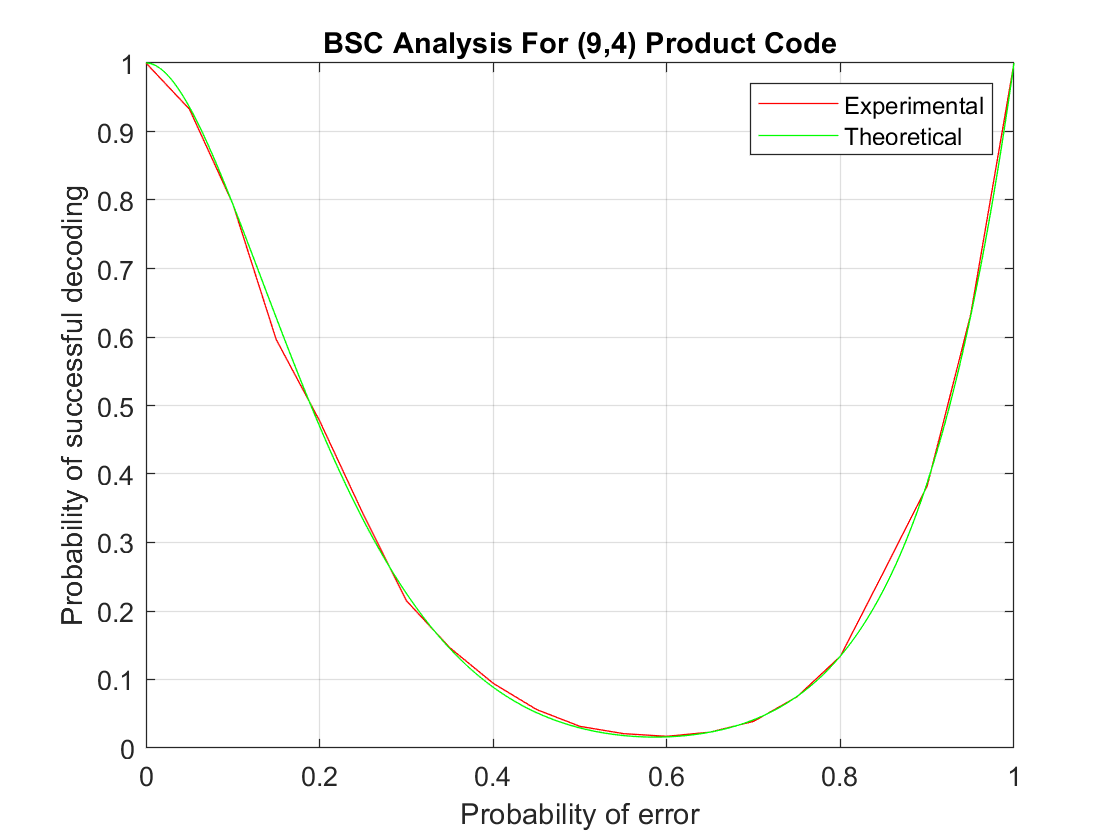 BSC Analysis For (9,4) Product Code
Experimental
Theoretical
Probability of successful decoding
1
0.9
0.8
0.7
0.6
0.5
0.4
0.3
0.2
0.1
0
0 0.2 0.4 0.6 0.8 1
Probability of error